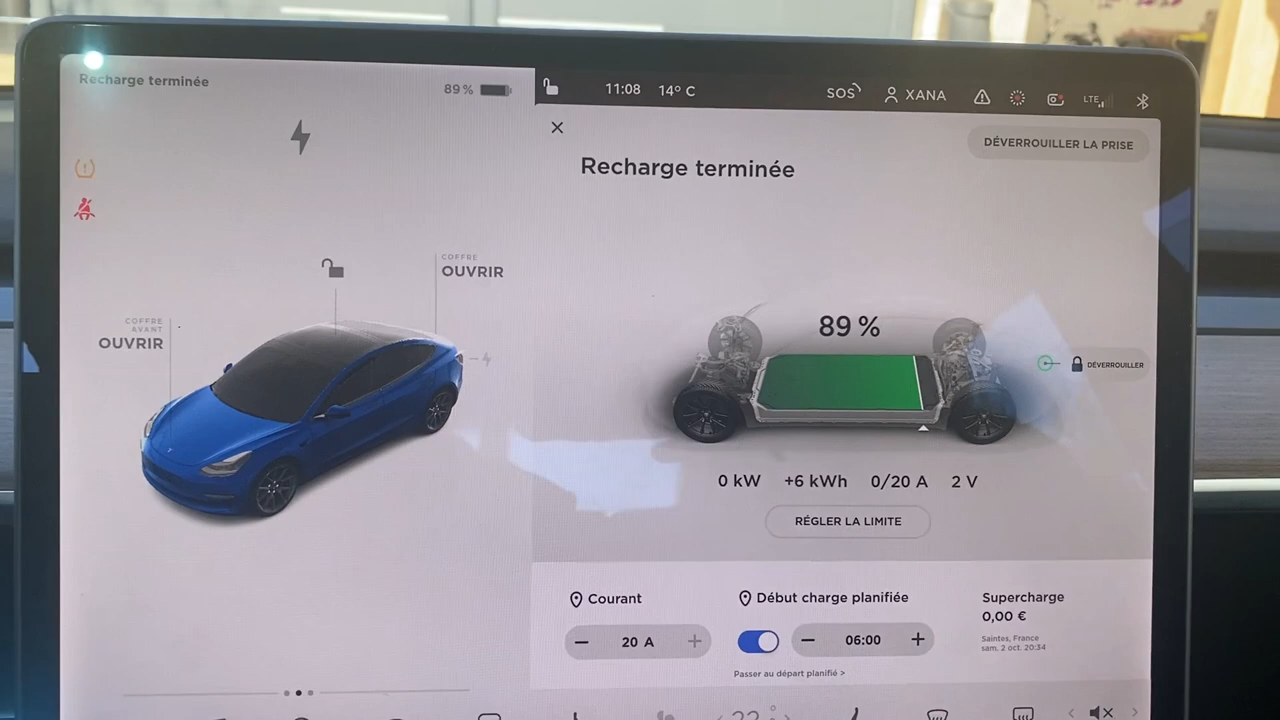 Recharge terminée
89 %
11:08
14° C
SOS
XANA
LTE
DÉVERROUILLER LA PRISE
Recharge terminée
COFFRE
OUVRIR
COFFRE
AVANT
OUVRIR
89 %
DÉVERROUILLER
0 kW +6 kWh 0/20 A 2 V
RÉGLER LA LIMITE
Courant
20 A
Début charge planifiée
06:00
Passer au départ planifié >
Supercharge
0,00 €
Saintes, France
sam. 2 oct. 20:34